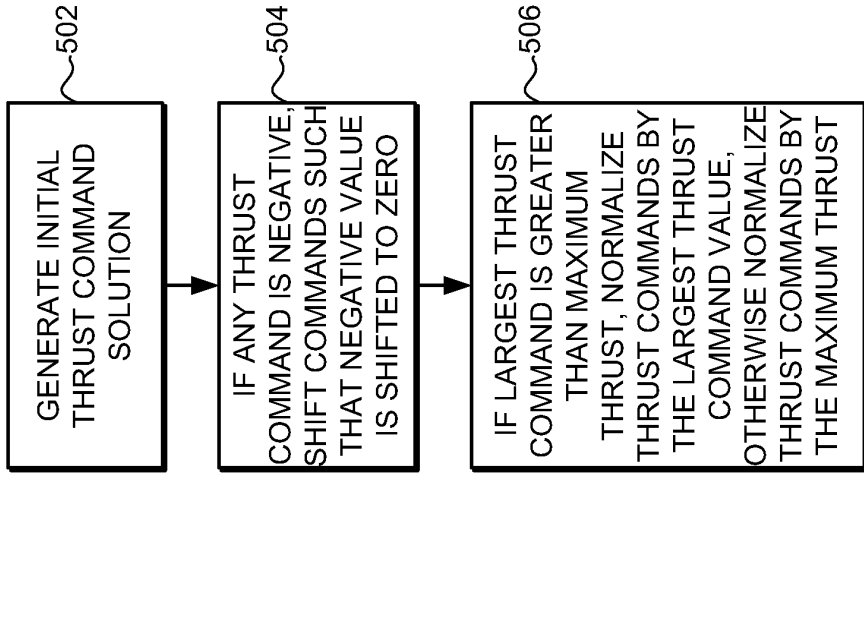 502
GENERATE INITIAL
THRUST COMMAND
SOLUTION
504
IF ANY THRUST
COMMAND IS NEGATIVE,
SHIFT COMMANDS SUCH
THAT NEGATIVE VALUE
IS SHIFTED TO ZERO
506
IF LARGEST THRUST
COMMAND IS GREATER
THAN MAXIMUM
THRUST, NORMALIZE
THRUST COMMANDS BY
THE LARGEST THRUST
COMMAND VALUE,
OTHERWISE NORMALIZE
THRUST COMMANDS BY
THE MAXIMUM THRUST